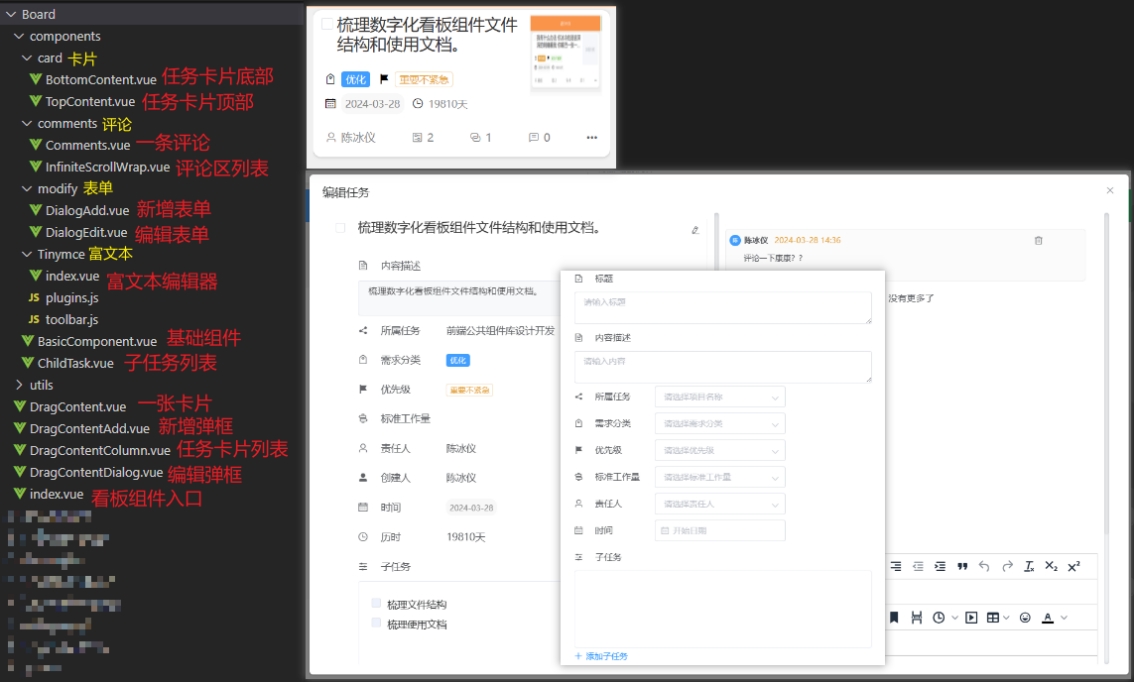 Board
components
card 卡片
BottomContent.vue 任务卡片底部
TopContent.vue 任务卡片顶部
comments 评论
Comments.vue 一条评论
InfiniteScrollWrap.vue 评论区列表
modify 表单
DialogAdd.vue 新增表单
DialogEdit.vue 编辑表单
Tinymce 富文本
index.vue 富文本编辑器
JS plugins.js
JS toolbar.js
BasicComponent.vue 基础组件
ChildTask.vue 子任务列表
utils
DragContent.vue 一张卡片
DragContentAdd.vue 新增弹框
DragContentColumn.vue 任务卡片列表
DragContentDialog.vue 编辑弹框
index.vue 看板组件入口
梳理数字化看板组件文件
结构和使用文档。
优化 重要不紧急
2024-03-28 19810天
陈冰仪 2 1 0
编辑任务
梳理数字化看板组件文件结构和使用文档。
内容描述
梳理数字化看板组件文件结构和使用文档。
所属任务 前端公共组件库设计开发
需求分类 优化
优先级 重要不紧急
标准工作量
责任人 陈冰仪
创建人 陈冰仪
时间 2024-03-28
历时 19810天
子任务
梳理文件结构
梳理使用文档
陈冰仪 2024-03-28 14:36
评论一下康康？？
没有更多了
标题
请输入标题
内容描述
请输入内容
所属任务 请选择项目名称
需求分类 请选择需求分类
优先级 请选择优先级
标准工作量 请选择标准工作量
责任人 请选择责任人
时间 开始日期
子任务
+ 添加子任务